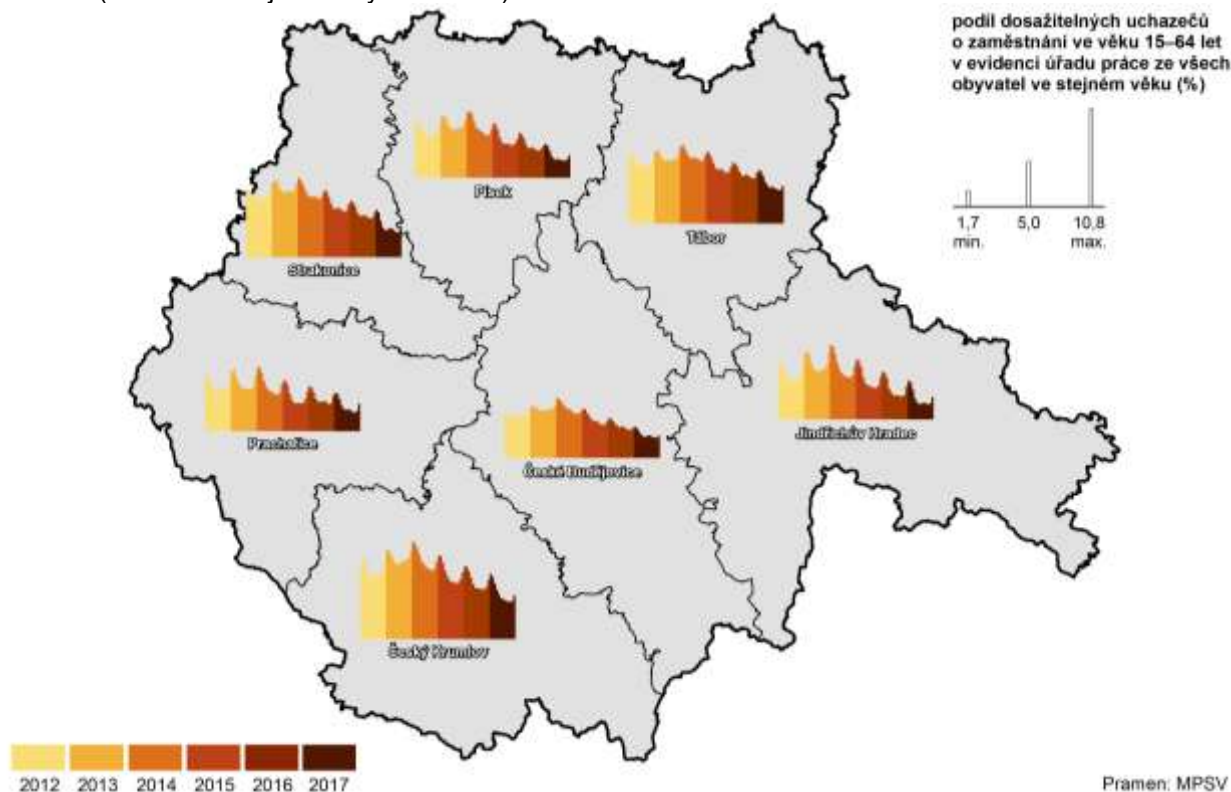 podíl dosažitelných uchazečů
o zaměstnání ve věku 15–64 let
v evidenci úřadu práce ze všech
obyvatel ve stejném věku (%)
1,7 5,0 10,8
min. max.
Písek
Tábor
Strakonice
Prachatice
České Budějovice
Jindřichův Hradec
Český Krumlov
2012 2013 2014 2015 2016 2017
Pramen: MPSV